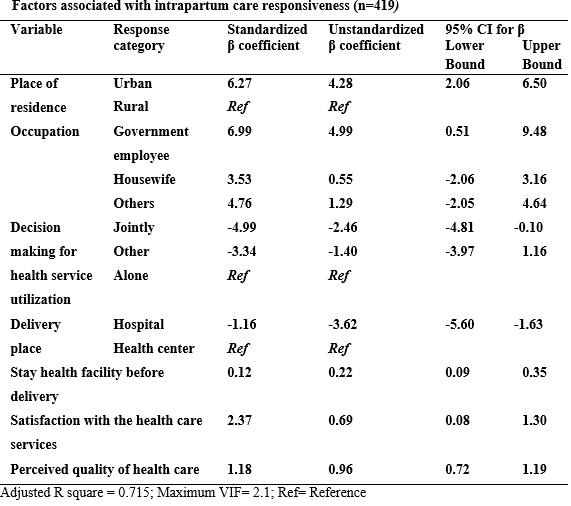 Factors associated with intrapartum care responsiveness (n=419)
Variable Response Standardized Unstandardized 95% CI for β
category β coefficient β coefficient Lower Upper
Bound Bound
Place of Urban 6.27 4.28 2.06 6.50
residence Rural Ref Ref
Occupation Government 6.99 4.99 0.51 9.48
employee
Housewife 3.53 0.55 -2.06 3.16
Others 4.76 1.29 -2.05 4.64
Decision Jointly -4.99 -2.46 -4.81 -0.10
making for Other -3.34 -1.40 -3.97 1.16
health service Alone Ref Ref
utilization
Delivery Hospital -1.16 -3.62 -5.60 -1.63
place Health center Ref Ref
Stay health facility before 0.12 0.22 0.09 0.35
delivery
Satisfaction with the health care 2.37 0.69 0.08 1.30
services
Perceived quality of health care 1.18 0.96 0.72 1.19
Adjusted R square = 0.715; Maximum VIF= 2.1; Ref= Reference